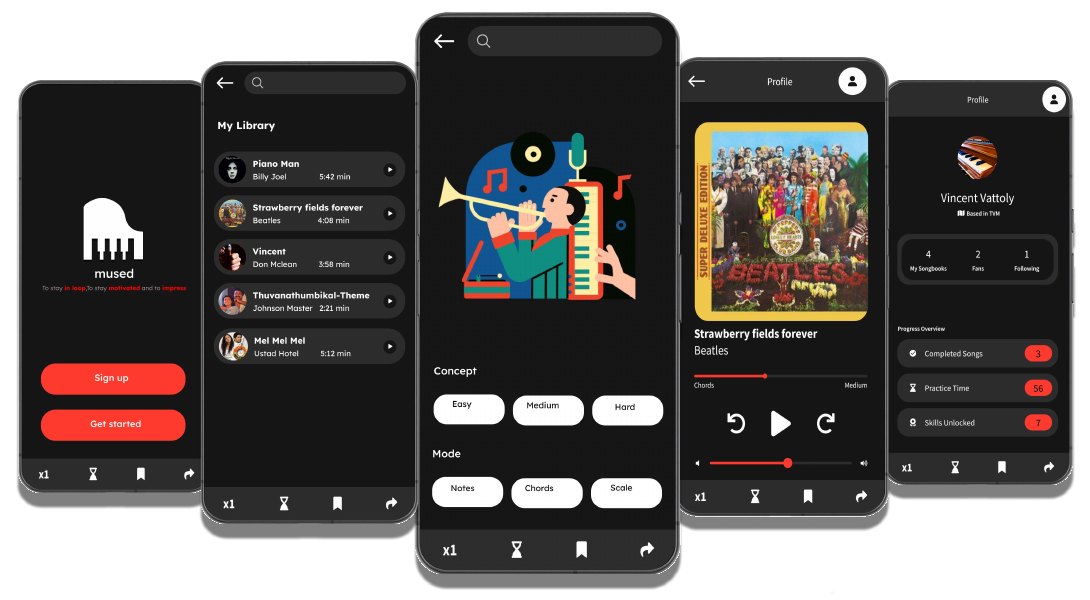 mused
To stay in loop,To stay motivated and to impress
Sign up
Get started
x1
My Library
Piano Man
Billy Joel 5:42 min
Strawberry fields forever
Beatles 4:08 min
Vincent
Don Mclean 3:58 min
Thuvanathumbikal-Theme
Johnson Master 2:21 min
Mel Mel Mel
Ustad Hotel 5:12 min
x1
Concept
Easy Medium Hard
Mode
Notes Chords Scale
x1
Profile
SUPER DELUXE EDITION
LONELY HEARTS
BEATLES
Strawberry fields forever
Beatles
Chords Medium
x1
Profile
Vincent Vattoly
Based in TVM
4 2 1
My Songbooks Fans Following
Progress Overview
Completed Songs 3
Practice Time 56
Skills Unlocked 7
x1